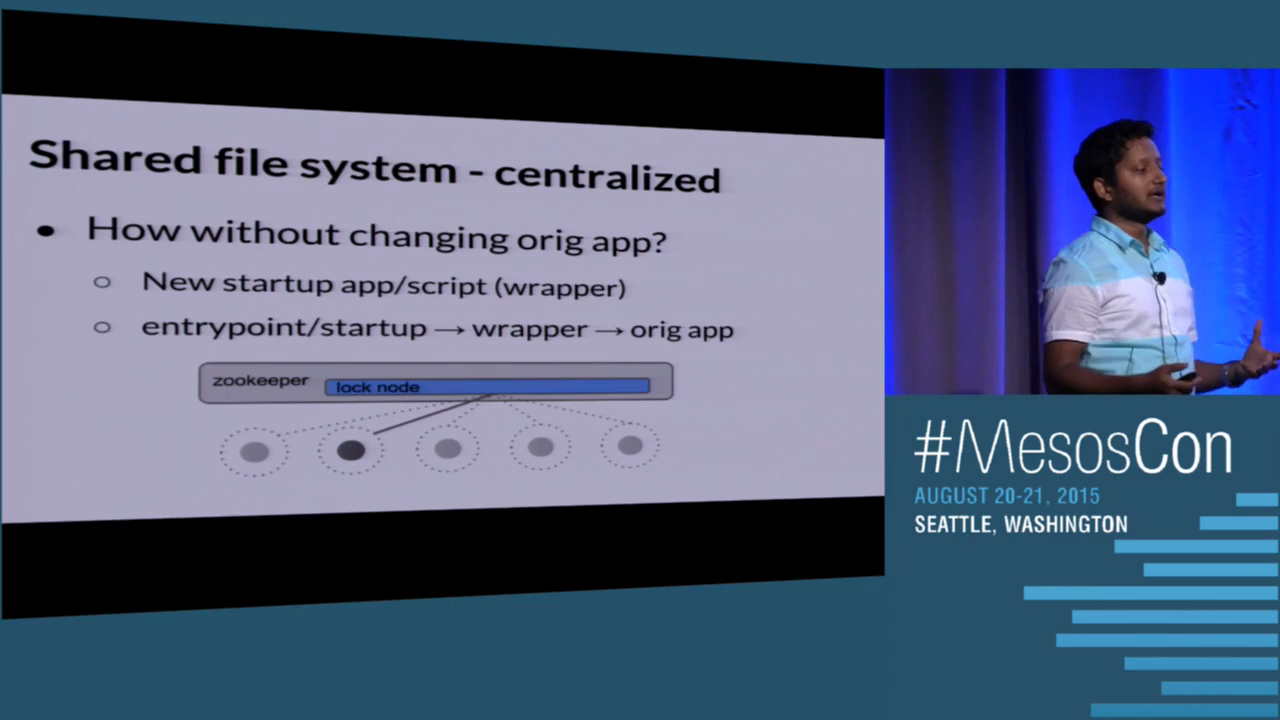 Shared file system - centralized
How without changing orig app?
New startup app/script (wrapper)
entrypoint/startup → wrapper → orig app
zookeeper
lock node
#MesosCon
AUGUST 20-21, 2015
SEATTLE, WASHINGTON